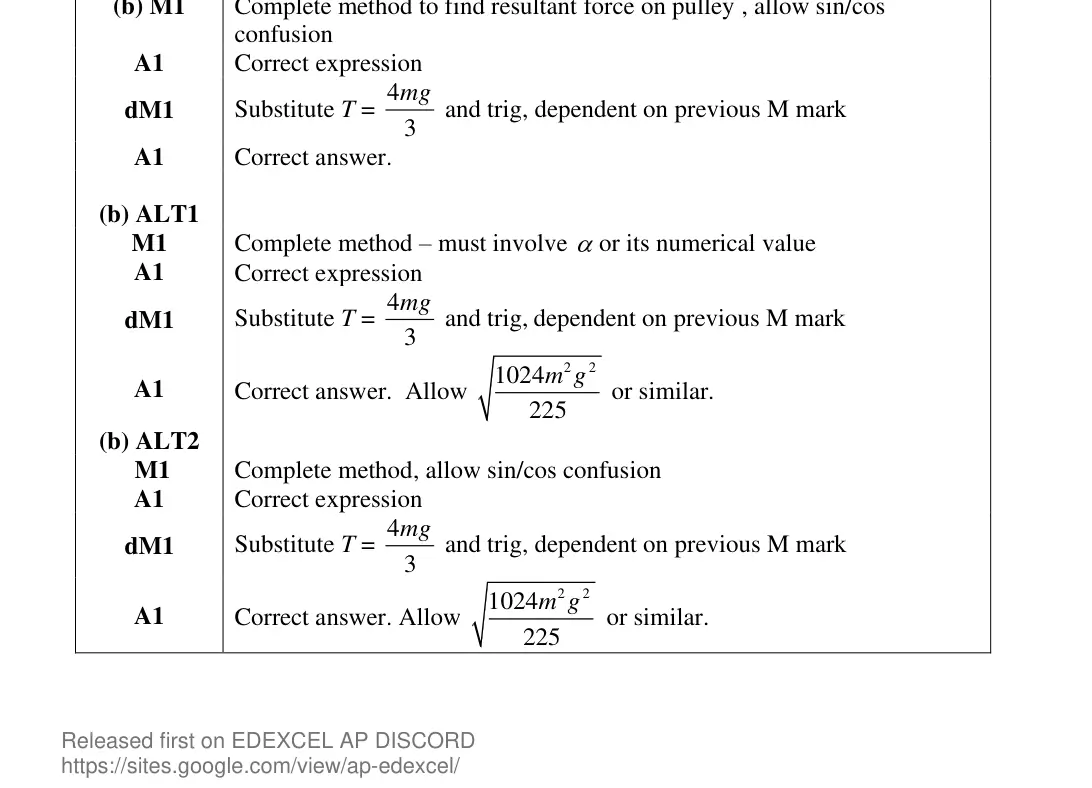 (b) M1 Complete method to find resultant force on pulley , allow sin/cos
confusion
A1 Correct expression
dM1 Substitute T = 4mg/3 and trig, dependent on previous M mark
A1 Correct answer.
(b) ALT1
M1 Complete method – must involve α or its numerical value
A1 Correct expression
dM1 Substitute T = 4mg/3 and trig, dependent on previous M mark
A1 Correct answer. Allow √(1024m²g²/225) or similar.
(b) ALT2
M1 Complete method, allow sin/cos confusion
A1 Correct expression
dM1 Substitute T = 4mg/3 and trig, dependent on previous M mark
A1 Correct answer. Allow √(1024m²g²/225) or similar.
Released first on EDEXCEL AP DISCORD
https://sites.google.com/view/ap-edexcel/